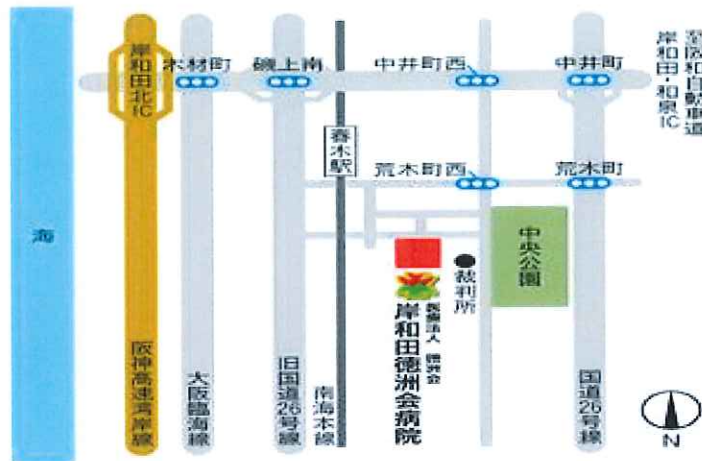 岸和田北IC
木材町
磯上南
中井町西
中井町
至阪和自動車道
岸和田・和泉IC
春木駅
荒木町西
荒木町
海
中央公園
裁判所
医療法人 徳洲会
岸和田徳洲会病院
阪神高速湾岸線
大阪臨海線
旧国道26号線
南海本線
国道26号線
N